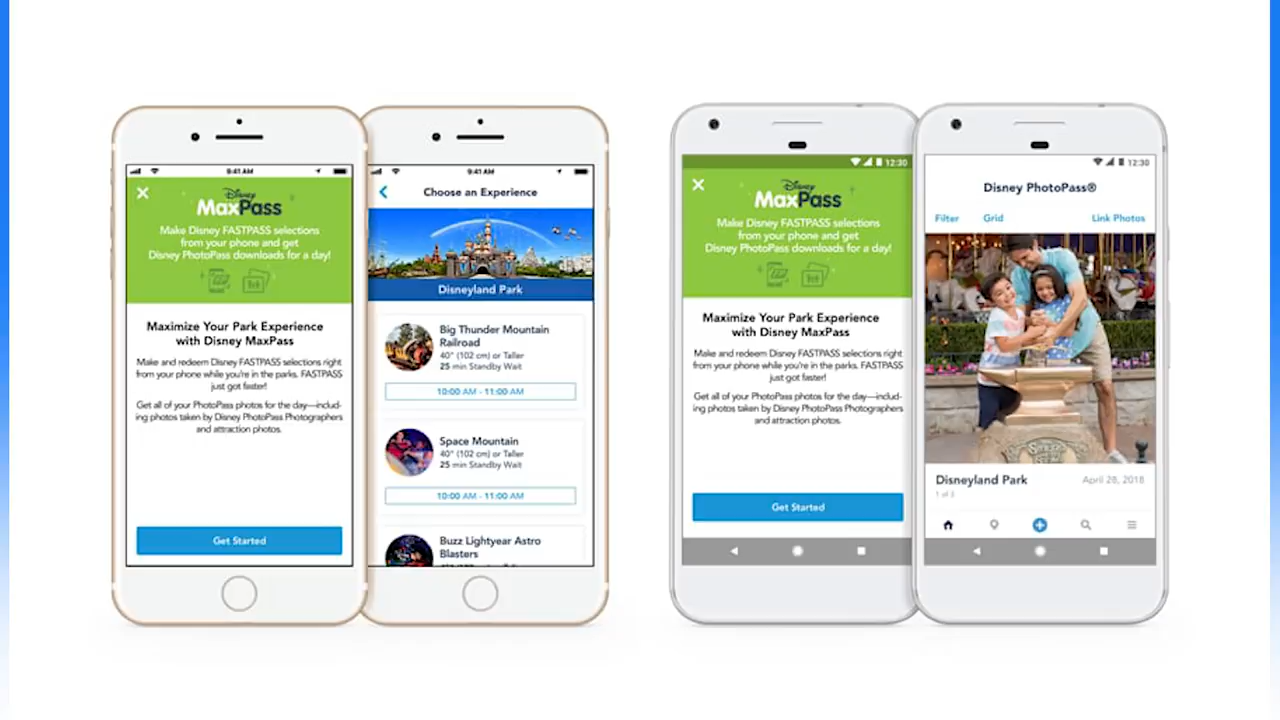 9:41 AM
Disney
MaxPass
Make Disney FASTPASS selections
from your phone and get
Disney PhotoPass downloads for a day!
Maximize Your Park Experience
with Disney MaxPass
Make and redeem Disney FASTPASS selections right
from your phone while you're in the parks. FASTPASS
just got faster!
Get all of your PhotoPass photos for the day—includ-
ing photos taken by Disney PhotoPass Photographers
and attraction photos.
Get Started
9:41 AM
Choose an Experience
Disneyland Park
Big Thunder Mountain
Railroad
40" (102 cm) or Taller
25 min Standby Wait
10:00 AM - 11:00 AM
Space Mountain
40" (102 cm) or Taller
25 min Standby Wait
10:00 AM - 11:00 AM
Buzz Lightyear Astro
Blasters
12:30
Disney
MaxPass
Make Disney FASTPASS selections
from your phone and get
Disney PhotoPass downloads for a day!
Maximize Your Park Experience
with Disney MaxPass
Make and redeem Disney FASTPASS selections right
from your phone while you're in the parks. FASTPASS
just got faster!
Get all of your PhotoPass photos for the day—includ-
ing photos taken by Disney PhotoPass Photographers
and attraction photos.
Get Started
12:30
Disney PhotoPass®
Filter Grid Link Photos
Disneyland Park April 28, 2018